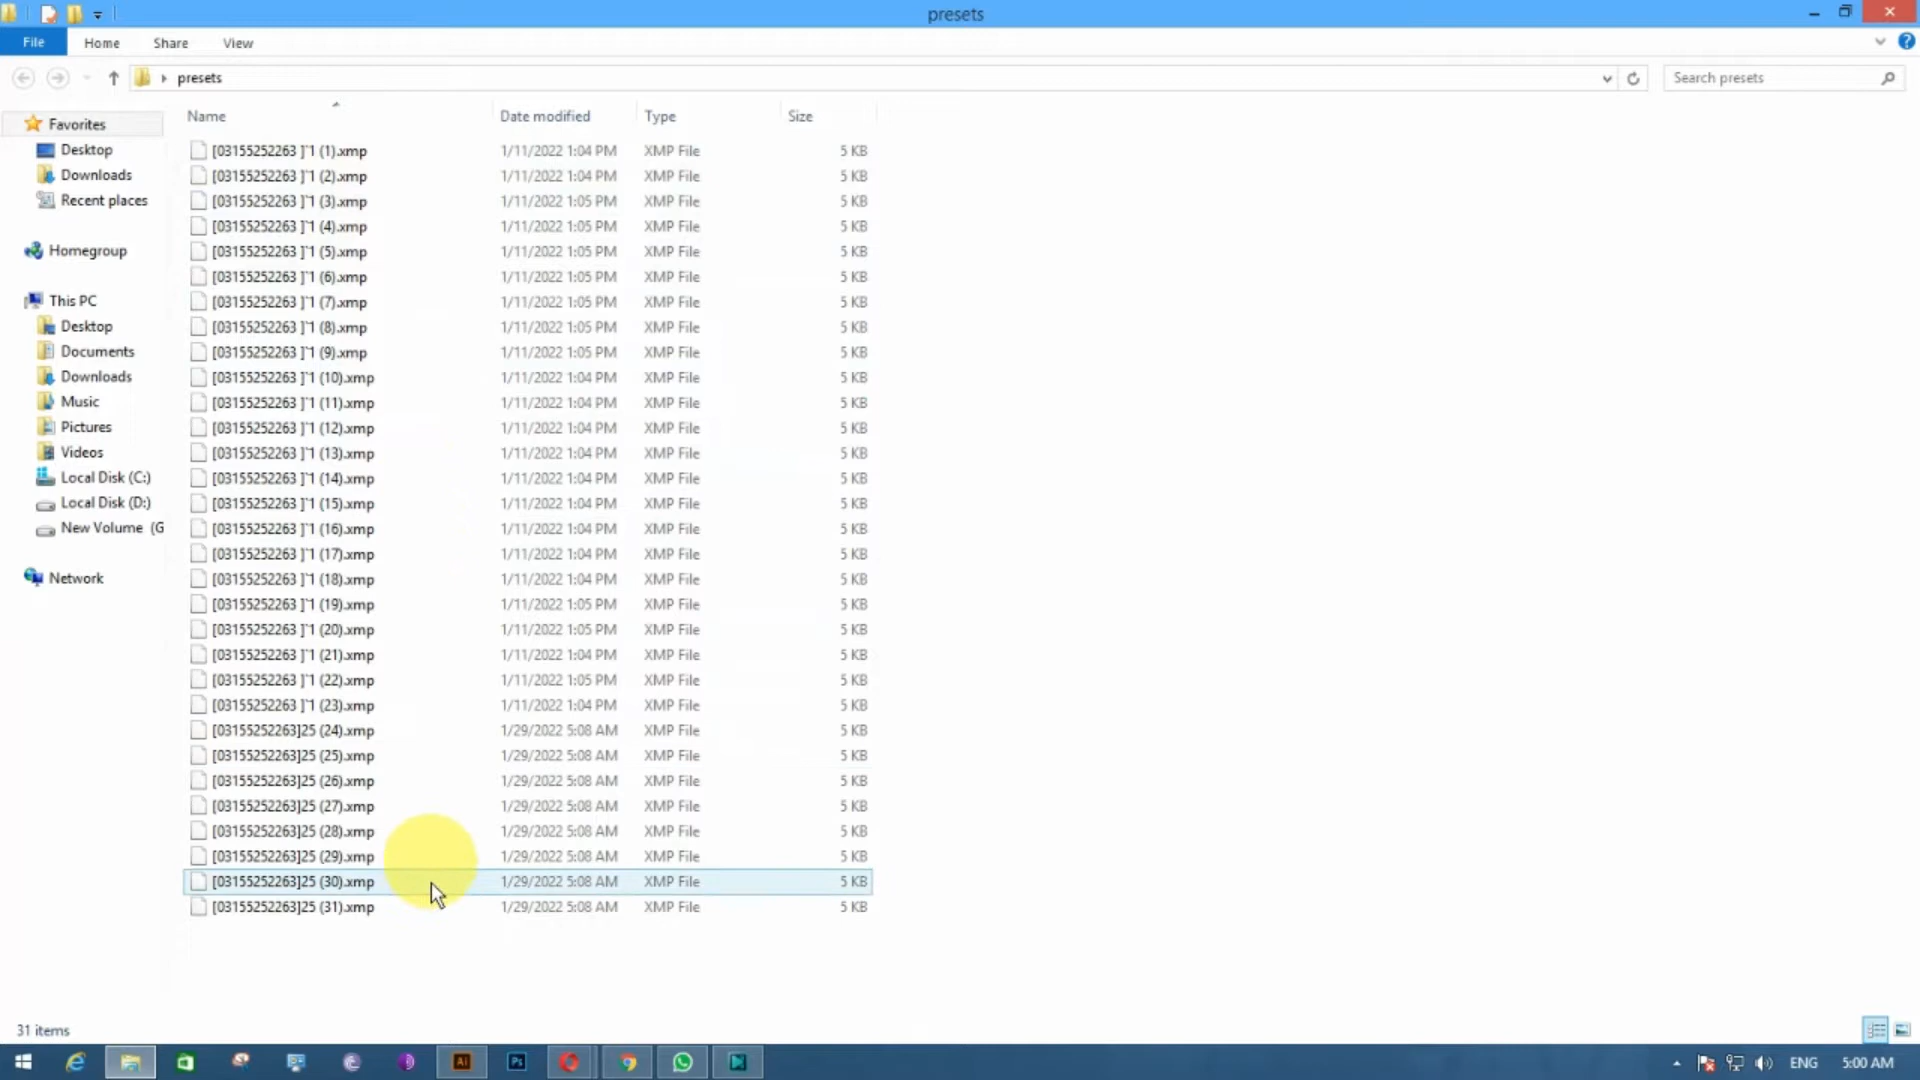 presets
File Home Share View
presets Search presets
Name Date modified Type Size
Favorites
Desktop
Downloads
Recent places
Homegroup
This PC
Desktop
Documents
Downloads
Music
Pictures
Videos
Local Disk (C:)
Local Disk (D:)
New Volume (G
Network
[03155252263 ]`1 (1).xmp 1/11/2022 1:04 PM XMP File 5 KB
[03155252263 ]`1 (2).xmp 1/11/2022 1:04 PM XMP File 5 KB
[03155252263 ]`1 (3).xmp 1/11/2022 1:05 PM XMP File 5 KB
[03155252263 ]`1 (4).xmp 1/11/2022 1:05 PM XMP File 5 KB
[03155252263 ]`1 (5).xmp 1/11/2022 1:05 PM XMP File 5 KB
[03155252263 ]`1 (6).xmp 1/11/2022 1:05 PM XMP File 5 KB
[03155252263 ]`1 (7).xmp 1/11/2022 1:05 PM XMP File 5 KB
[03155252263 ]`1 (8).xmp 1/11/2022 1:05 PM XMP File 5 KB
[03155252263 ]`1 (9).xmp 1/11/2022 1:05 PM XMP File 5 KB
[03155252263 ]`1 (10).xmp 1/11/2022 1:04 PM XMP File 5 KB
[03155252263 ]`1 (11).xmp 1/11/2022 1:04 PM XMP File 5 KB
[03155252263 ]`1 (12).xmp 1/11/2022 1:04 PM XMP File 5 KB
[03155252263 ]`1 (13).xmp 1/11/2022 1:04 PM XMP File 5 KB
[03155252263 ]`1 (14).xmp 1/11/2022 1:04 PM XMP File 5 KB
[03155252263 ]`1 (15).xmp 1/11/2022 1:04 PM XMP File 5 KB
[03155252263 ]`1 (16).xmp 1/11/2022 1:04 PM XMP File 5 KB
[03155252263 ]`1 (17).xmp 1/11/2022 1:04 PM XMP File 5 KB
[03155252263 ]`1 (18).xmp 1/11/2022 1:04 PM XMP File 5 KB
[03155252263 ]`1 (19).xmp 1/11/2022 1:05 PM XMP File 5 KB
[03155252263 ]`1 (20).xmp 1/11/2022 1:05 PM XMP File 5 KB
[03155252263 ]`1 (21).xmp 1/11/2022 1:04 PM XMP File 5 KB
[03155252263 ]`1 (22).xmp 1/11/2022 1:05 PM XMP File 5 KB
[03155252263 ]`1 (23).xmp 1/11/2022 1:04 PM XMP File 5 KB
[03155252263]25 (24).xmp 1/29/2022 5:08 AM XMP File 5 KB
[03155252263]25 (25).xmp 1/29/2022 5:08 AM XMP File 5 KB
[03155252263]25 (26).xmp 1/29/2022 5:08 AM XMP File 5 KB
[03155252263]25 (27).xmp 1/29/2022 5:08 AM XMP File 5 KB
[03155252263]25 (28).xmp 1/29/2022 5:08 AM XMP File 5 KB
[03155252263]25 (29).xmp 1/29/2022 5:08 AM XMP File 5 KB
[03155252263]25 (30).xmp 1/29/2022 5:08 AM XMP File 5 KB
[03155252263]25 (31).xmp 1/29/2022 5:08 AM XMP File 5 KB
31 items
Ai Ps ENG 5:00 AM